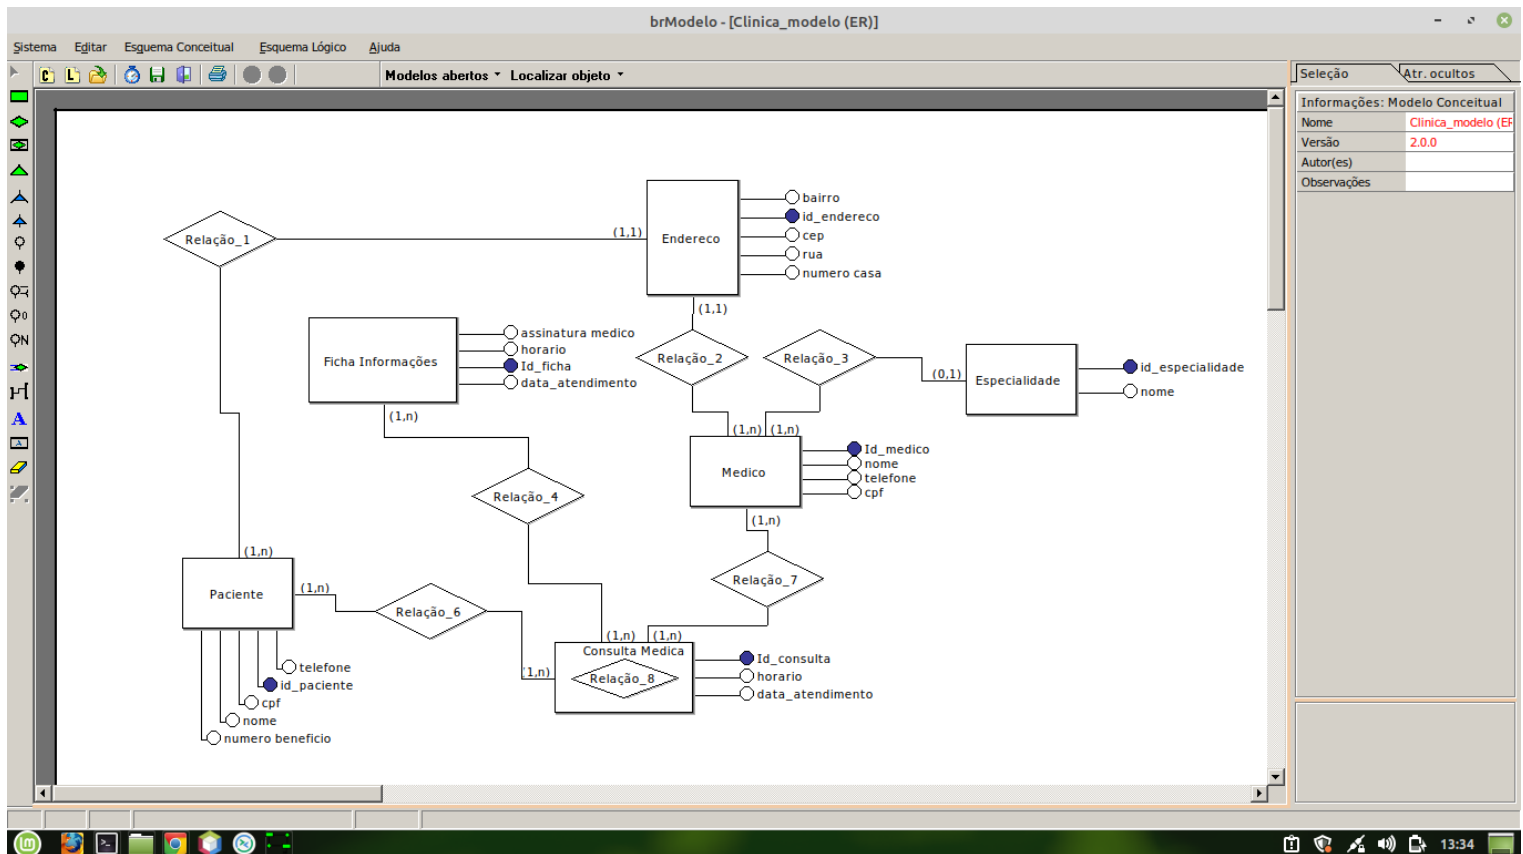 brModelo - [Clinica_modelo (ER)]
Sistema Editar Esguema Conceitual Esquema Lógico Ajuda
C L Modelos abertos Localizar objeto
Seleção Atr. ocultos
Informações: Modelo Conceitual
Nome Clinica_modelo (ER
Versão 2.0.0
Autor(es)
Observações
bairro
id_endereco
Relação_1 (1,1) Endereco cep
rua
numero casa
(1,1)
assinatura medico
horario
Ficha Informações Id_ficha
data_atendimento
Relação_2 Relação_3
id_especialidade
(0,1) Especialidade
nome
(1,n)
(1,n) (1,n)
Id_medico
nome
Medico telefone
cpf
Relação_4
(1,n)
(1,n)
Relação_7
Paciente (1,n)
Relação_6
(1,n) (1,n)
Consulta Medica
(1,n) Relação_8
Id_consulta
horario
data_atendimento
telefone
id_paciente
cpf
nome
numero beneficio
A
N
0
13:34